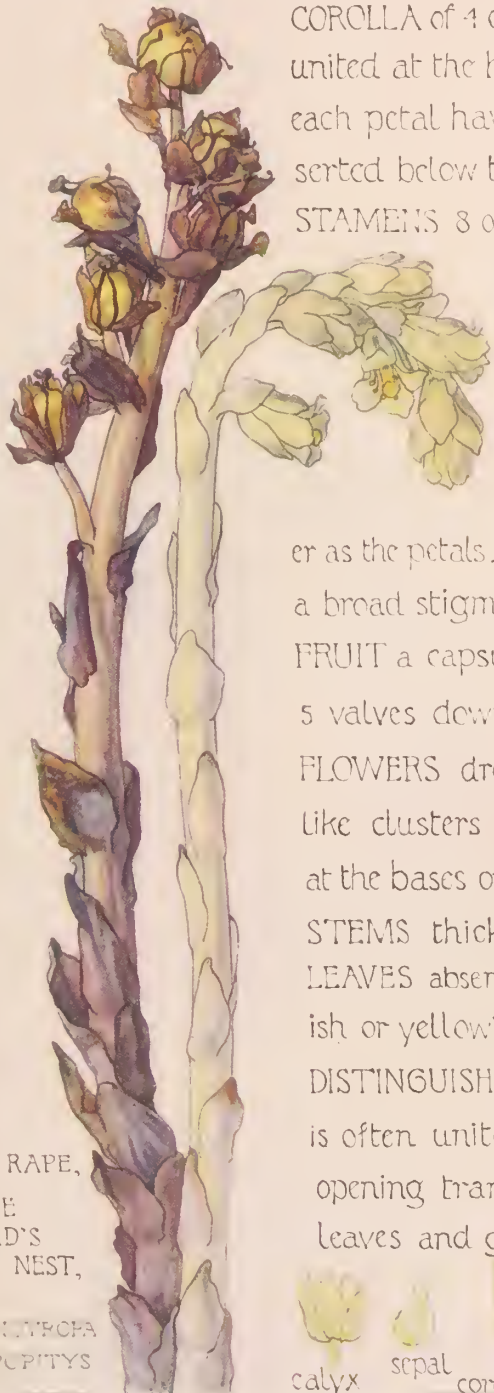 COROLLA of 4 o
united at the
each petal hav
serted below t
STAMENS 8 o
er as the petals.
a broad stigm
FRUIT a capsu
5 valves dow
FLOWERS dro
like clusters
at the bases o
STEMS thick
LEAVES absen
ish or yellow
DISTINGUISH
is often unit
opening tran
leaves and g
RAPE,
NEST,
calyx sepal